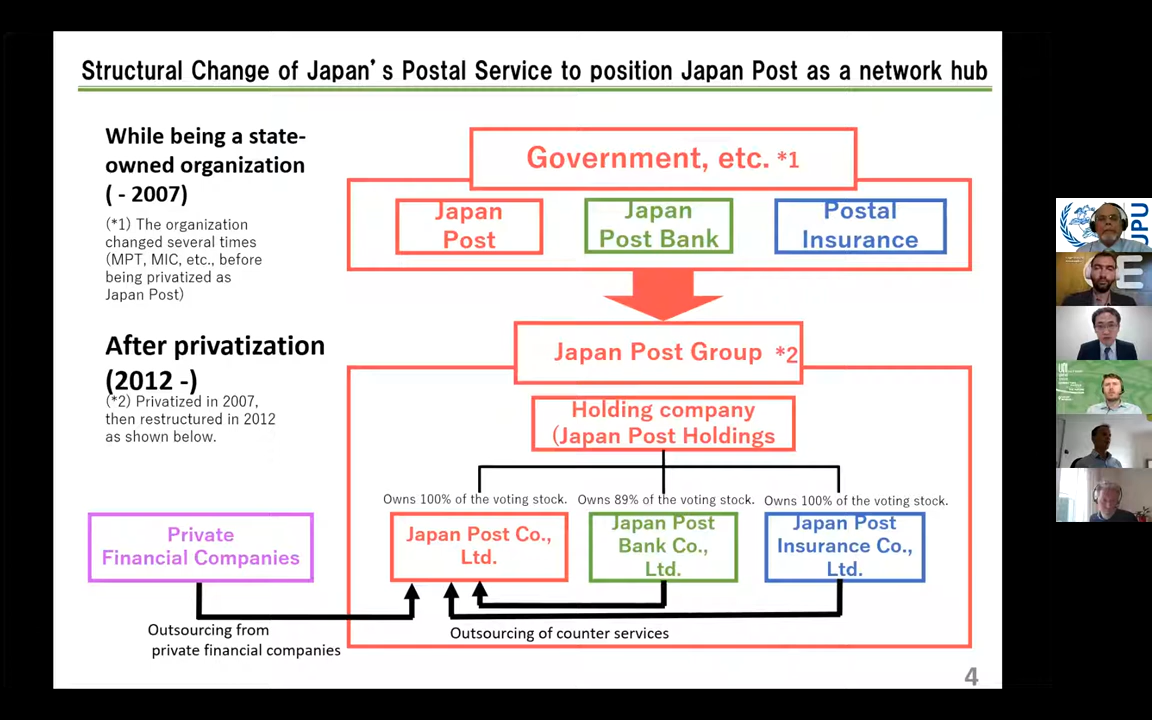 Structural Change of Japan's Postal Service to position Japan Post as a network hub
While being a state-
owned organization
( - 2007)
(*1) The organization
changed several times
(MPT, MIC, etc., before
being privatized as
Japan Post)
Government, etc. *1
Japan
Post
Japan
Post Bank
Postal
Insurance
After privatization
(2012 -)
(*2) Privatized in 2007,
then restructured in 2012
as shown below.
Japan Post Group *2
Holding company
(Japan Post Holdings
Owns 100% of the voting stock.
Owns 89% of the voting stock.
Owns 100% of the voting stock.
Private
Financial Companies
Japan Post Co.,
Ltd.
Japan Post
Bank Co.,
Ltd.
Japan Post
Insurance Co.,
Ltd.
Outsourcing from
private financial companies
Outsourcing of counter services
4
UPU